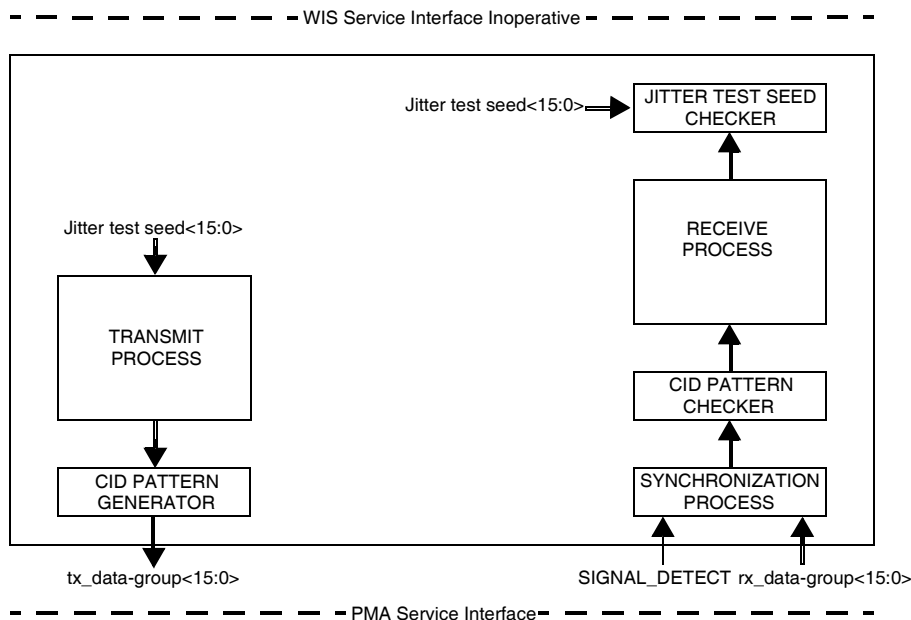 WIS Service Interface Inoperative
Jitter test seed<15:0>
JITTER TEST SEED
CHECKER
Jitter test seed<15:0>
RECEIVE
PROCESS
TRANSMIT
PROCESS
CID PATTERN
CHECKER
CID PATTERN
GENERATOR
SYNCHRONIZATION
PROCESS
tx_data-group<15:0>
SIGNAL_DETECT
rx_data-group<15:0>
PMA Service Interface